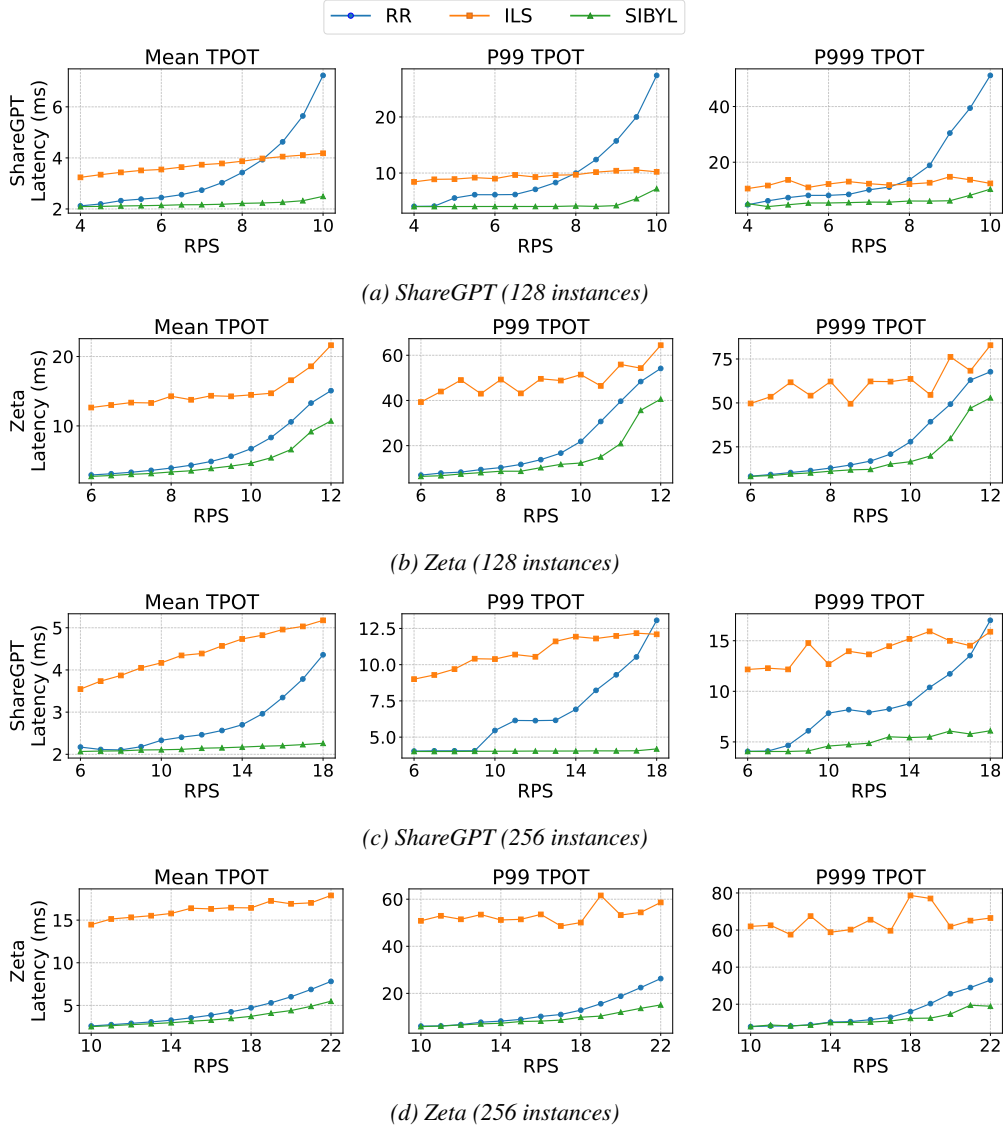 RR ILS SIBYL
Mean TPOT P99 TPOT P999 TPOT
ShareGPT
Latency (ms)
6
4
2
20
10
40
20
4 6 8 10 4 6 8 10 4 6 8 10
RPS RPS RPS
(a) ShareGPT (128 instances)
Mean TPOT P99 TPOT P999 TPOT
Zeta
Latency (ms)
20
10
60
40
20
75
50
25
6 8 10 12 6 8 10 12 6 8 10 12
RPS RPS RPS
(b) Zeta (128 instances)
Mean TPOT P99 TPOT P999 TPOT
ShareGPT
Latency (ms)
5
4
3
2
12.5
10.0
7.5
5.0
15
10
5
6 10 14 18 6 10 14 18 6 10 14 18
RPS RPS RPS
(c) ShareGPT (256 instances)
Mean TPOT P99 TPOT P999 TPOT
Zeta
Latency (ms)
15
10
5
60
40
20
80
60
40
20
10 14 18 22 10 14 18 22 10 14 18 22
RPS RPS RPS
(d) Zeta (256 instances)